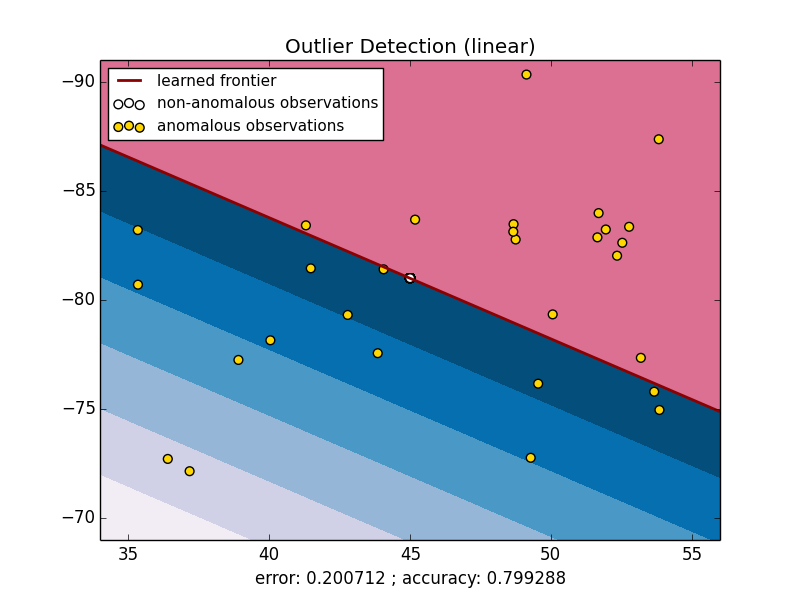 Outlier Detection (linear)
learned frontier
non-anomalous observations
anomalous observations
−90
−85
−80
−75
−70
35 40 45 50 55
error: 0.200712 ; accuracy: 0.799288